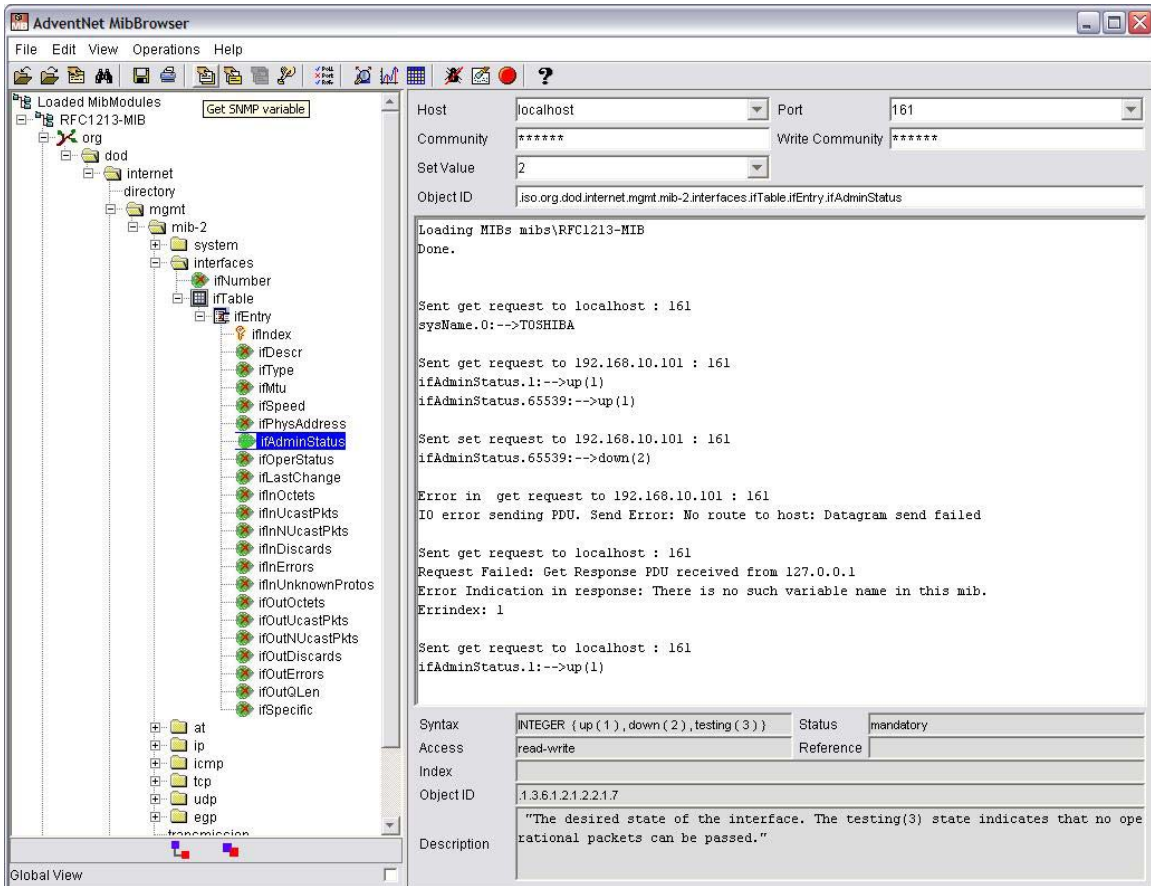 AdventNet MibBrowser
File Edit View Operations Help
Get SNMP variable
Loaded MibModules
RFC1213-MIB
org
dod
internet
directory
mgmt
mib-2
system
interfaces
ifNumber
ifTable
ifEntry
ifIndex
ifDescr
ifType
ifMtu
ifSpeed
ifPhysAddress
ifAdminStatus
ifOperStatus
ifLastChange
ifInOctets
ifInUcastPkts
ifInNUcastPkts
ifInDiscards
ifInErrors
ifInUnknownProtos
ifOutOctets
ifOutUcastPkts
ifOutNUcastPkts
ifOutDiscards
ifOutErrors
ifOutQLen
ifSpecific
at
ip
icmp
tcp
udp
egp
transmission
Global View
Host localhost Port 161
Community ****** Write Community ******
Set Value 2
Object ID .iso.org.dod.internet.mgmt.mib-2.interfaces.ifTable.ifEntry.ifAdminStatus
Loading MIBs mibs\RFC1213-MIB
Done.
Sent get request to localhost : 161
sysName.0:-->TOSHIBA
Sent get request to 192.168.10.101 : 161
ifAdminStatus.1:-->up(1)
ifAdminStatus.65539:-->up(1)
Sent set request to 192.168.10.101 : 161
ifAdminStatus.65539:-->down(2)
Error in get request to 192.168.10.101 : 161
IO error sending PDU. Send Error: No route to host: Datagram send failed
Sent get request to localhost : 161
Request Failed: Get Response PDU received from 127.0.0.1
Error Indication in response: There is no such variable name in this mib.
Errindex: 1
Sent get request to localhost : 161
ifAdminStatus.1:-->up(1)
Syntax INTEGER { up ( 1 ) , down ( 2 ) , testing ( 3 ) } Status mandatory
Access read-write Reference
Index
Object ID .1.3.6.1.2.1.2.2.1.7
Description "The desired state of the interface. The testing(3) state indicates that no ope
rational packets can be passed."